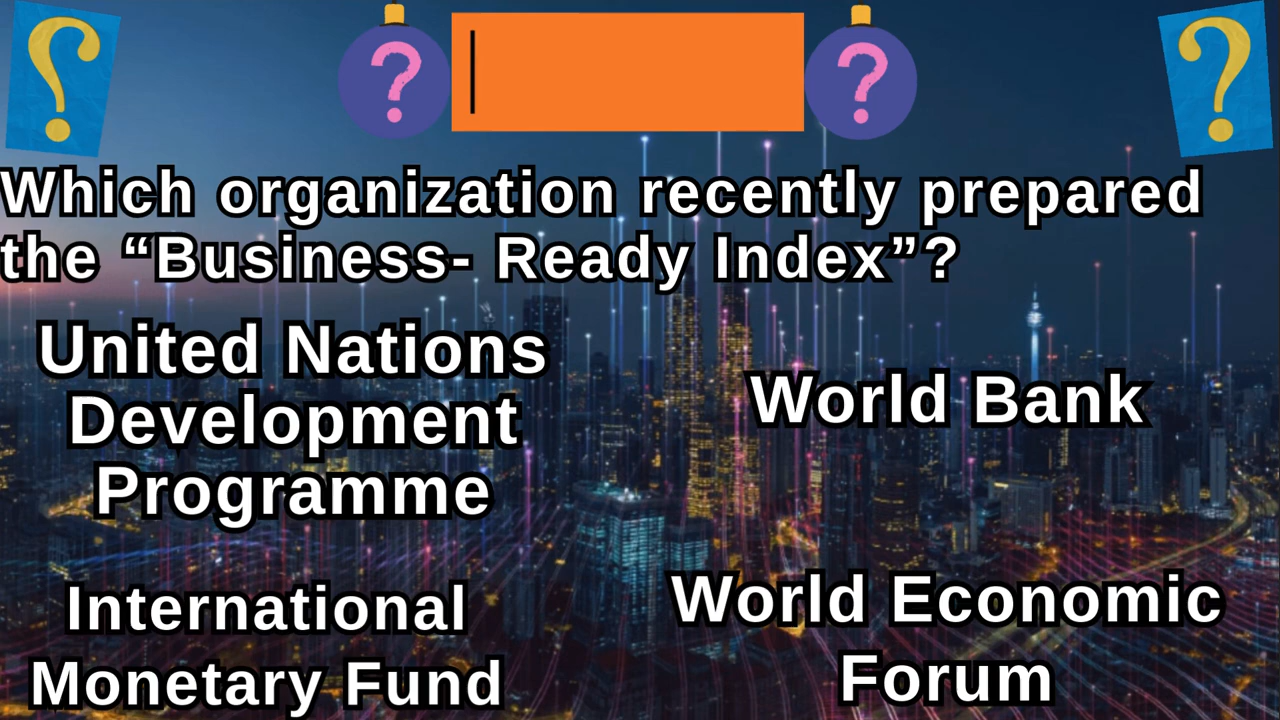 ? ? ? ?
Which organization recently prepared
the “Business- Ready Index”?
United Nations
Development
Programme
World Bank
International
Monetary Fund
World Economic
Forum